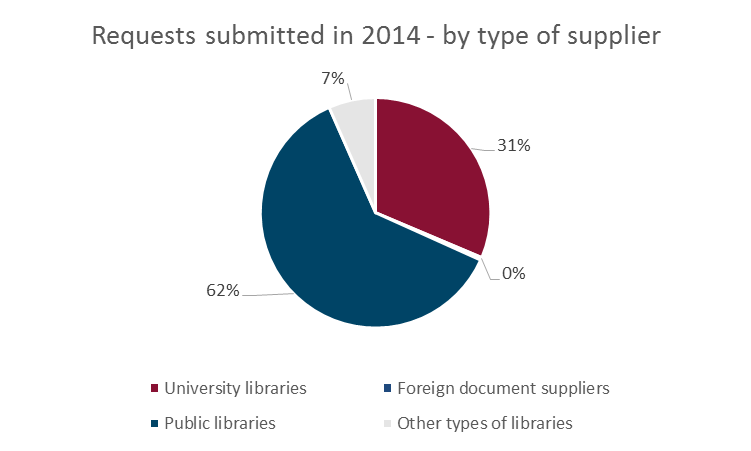 Requests submitted in 2014 - by type of supplier
7%
31%
0%
62%
University libraries
Foreign document suppliers
Public libraries
Other types of libraries